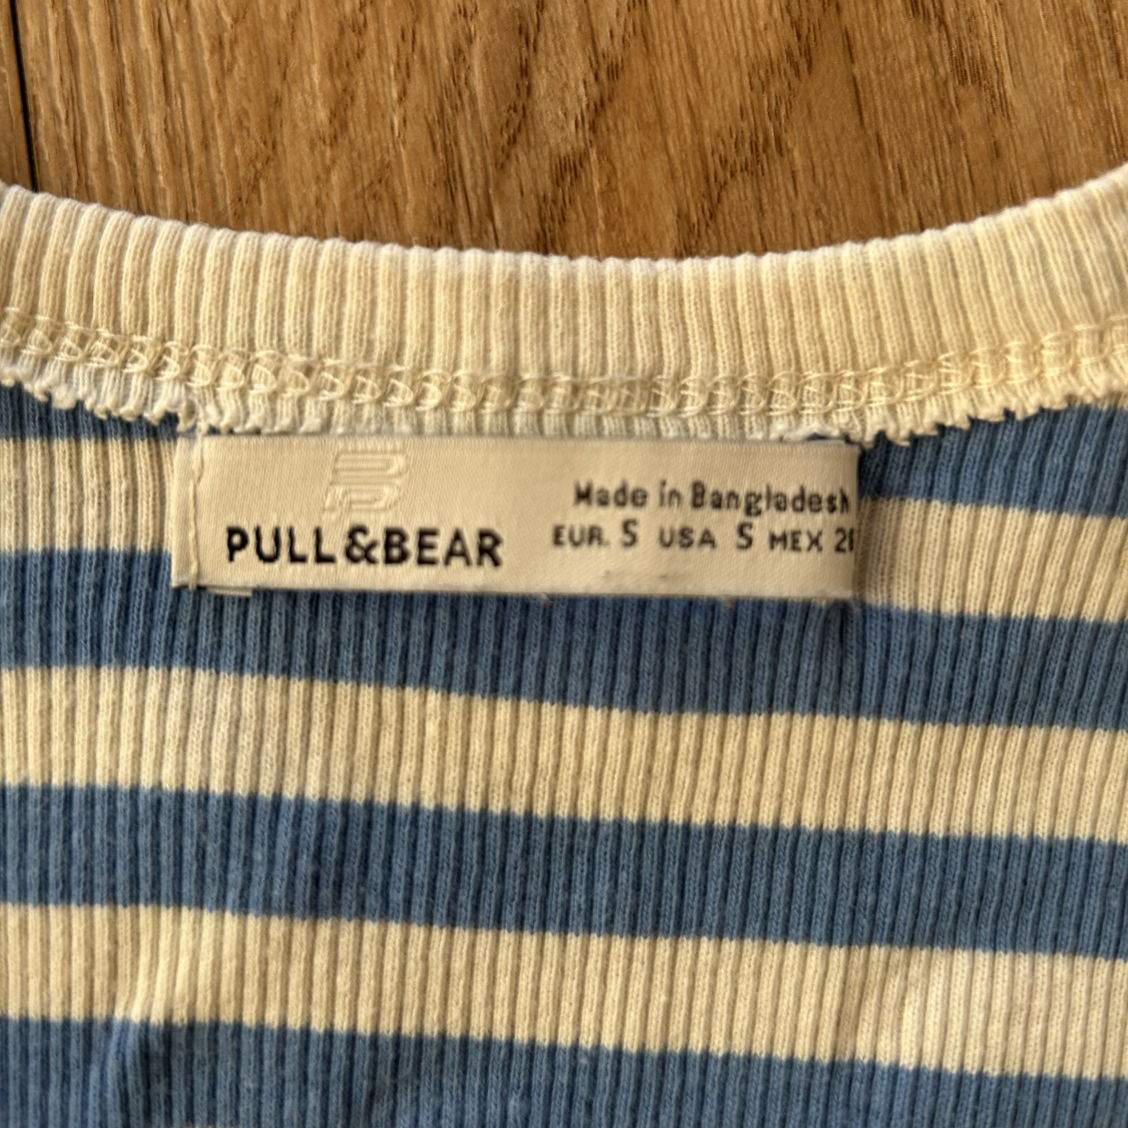 PULL&BEAR
Made in Bangladesh
EUR. S USA S MEX